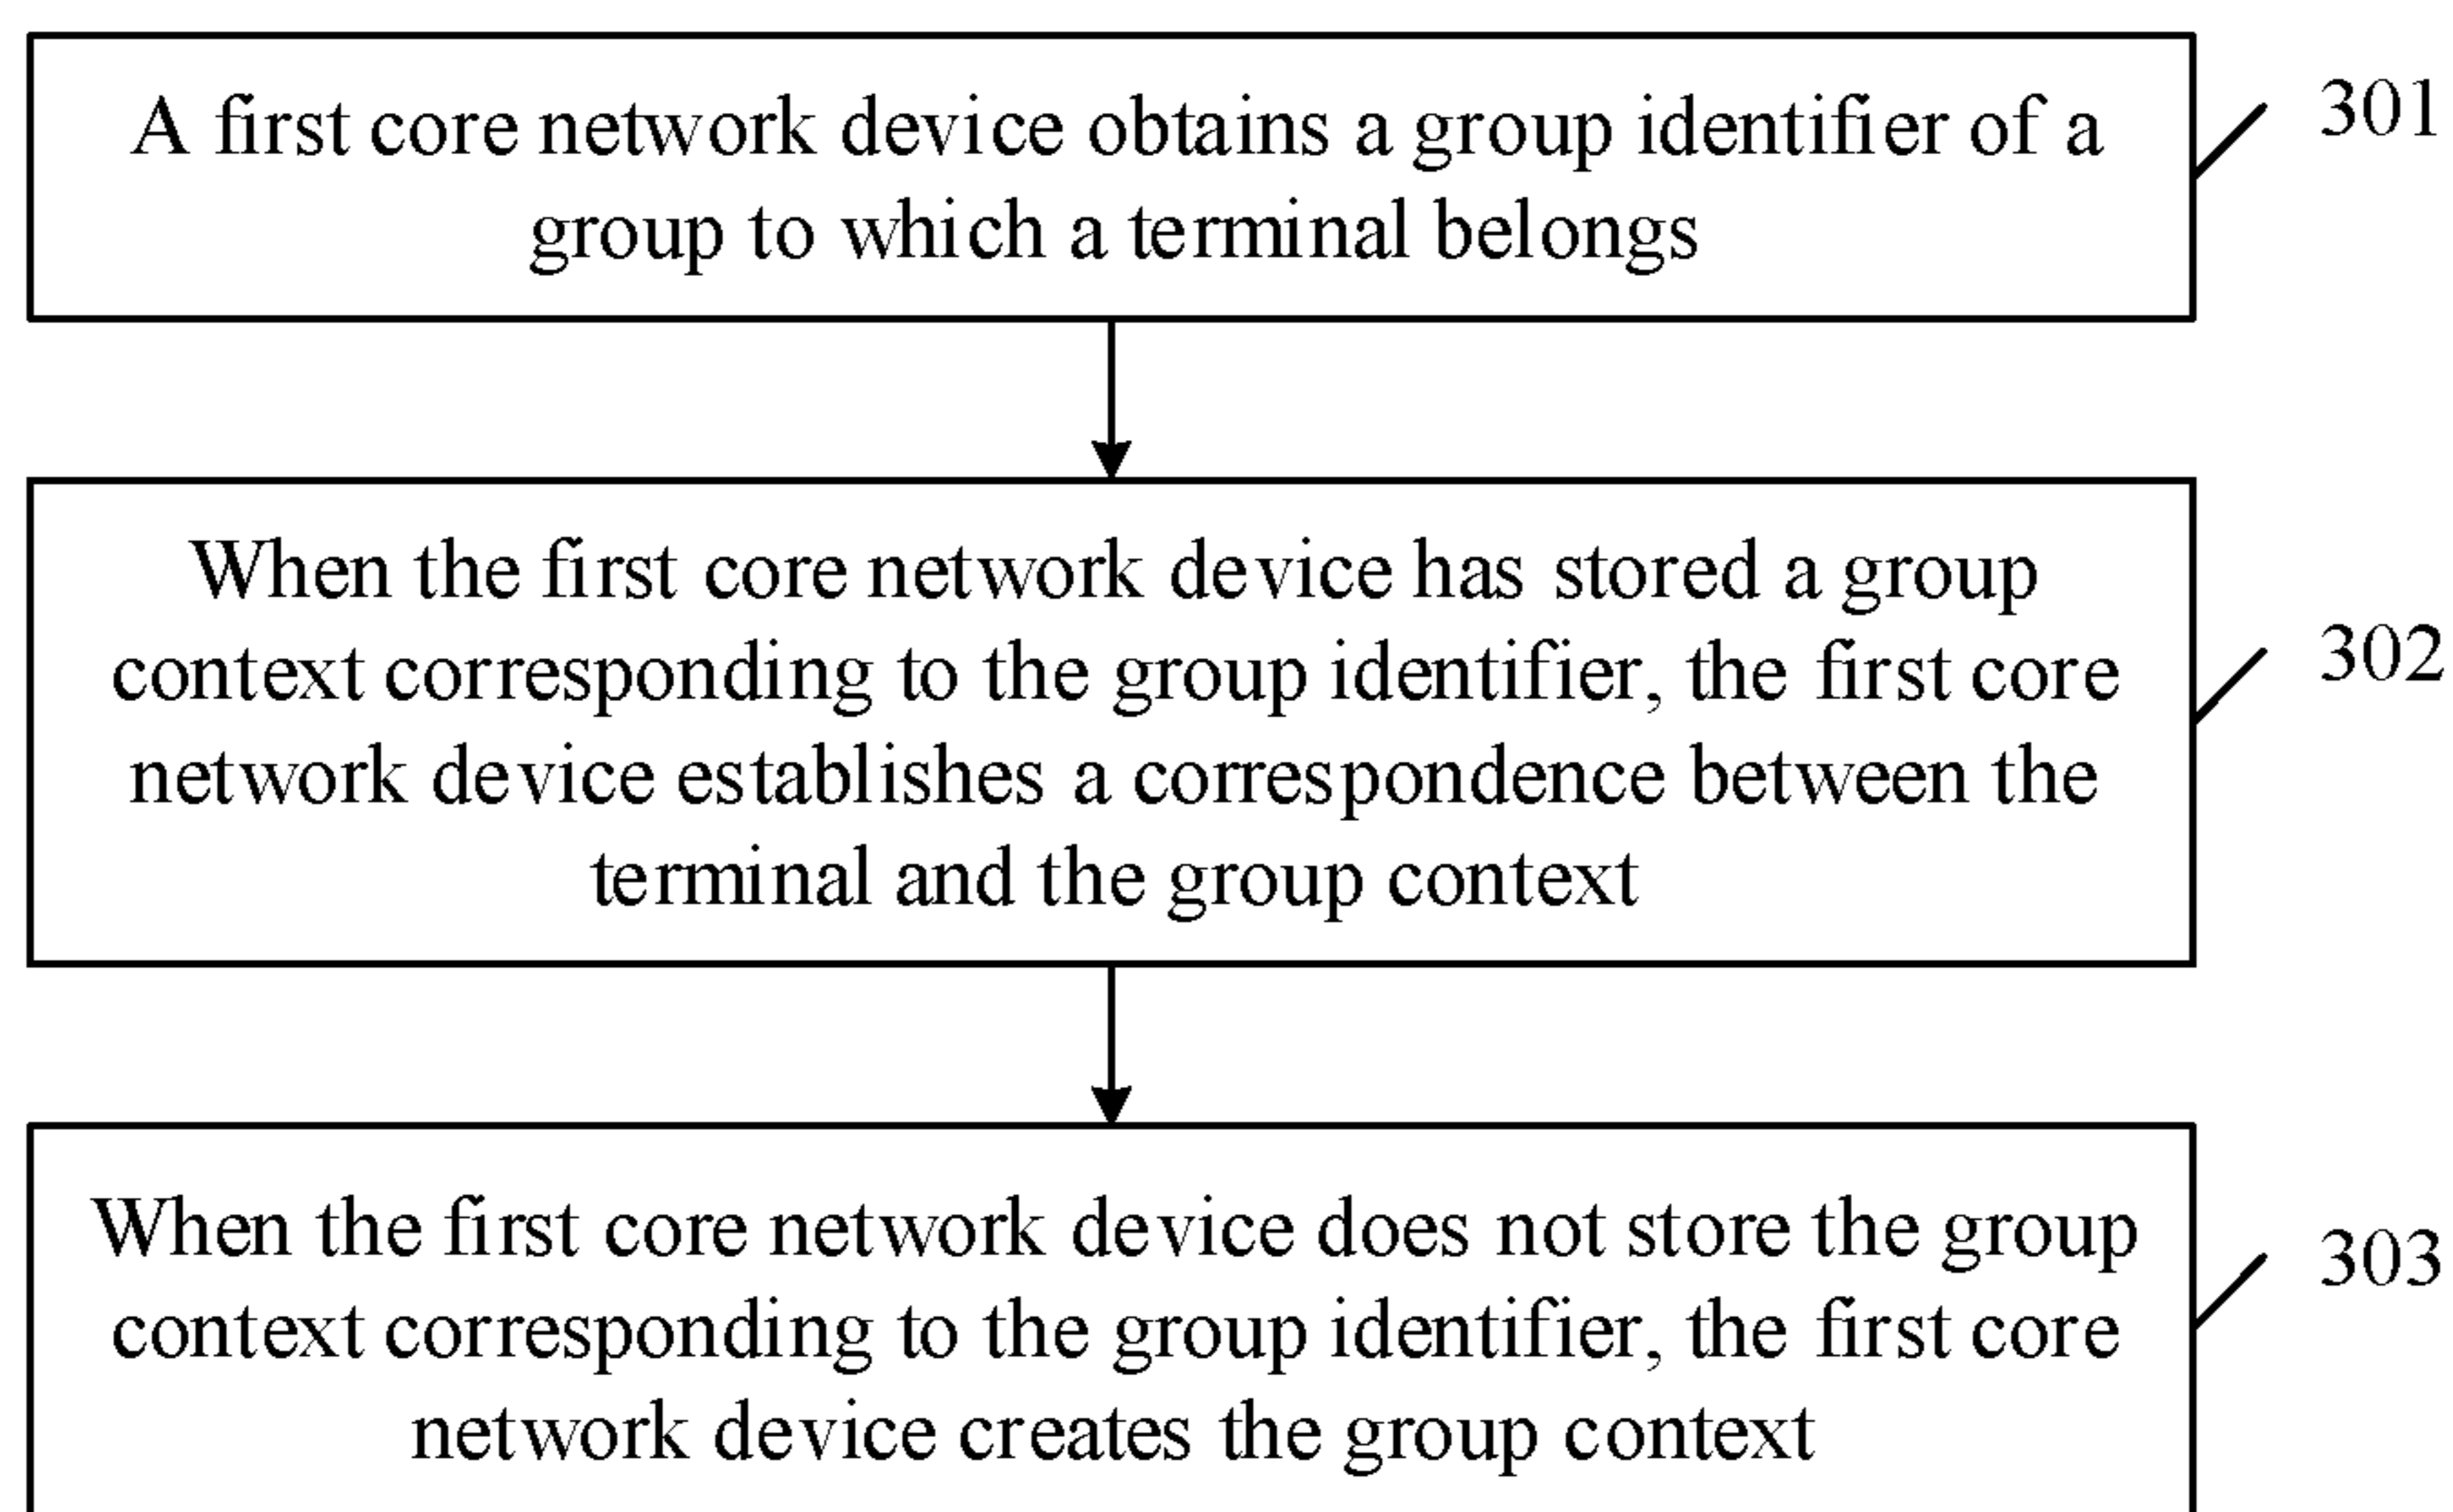 A first core network device obtains a group identifier of a
group to which a terminal belongs
301
When the first core network device has stored a group
context corresponding to the group identifier, the first core
network device establishes a correspondence between the
terminal and the group context
302
When the first core network device does not store the group
context corresponding to the group identifier, the first core
network device creates the group context
303